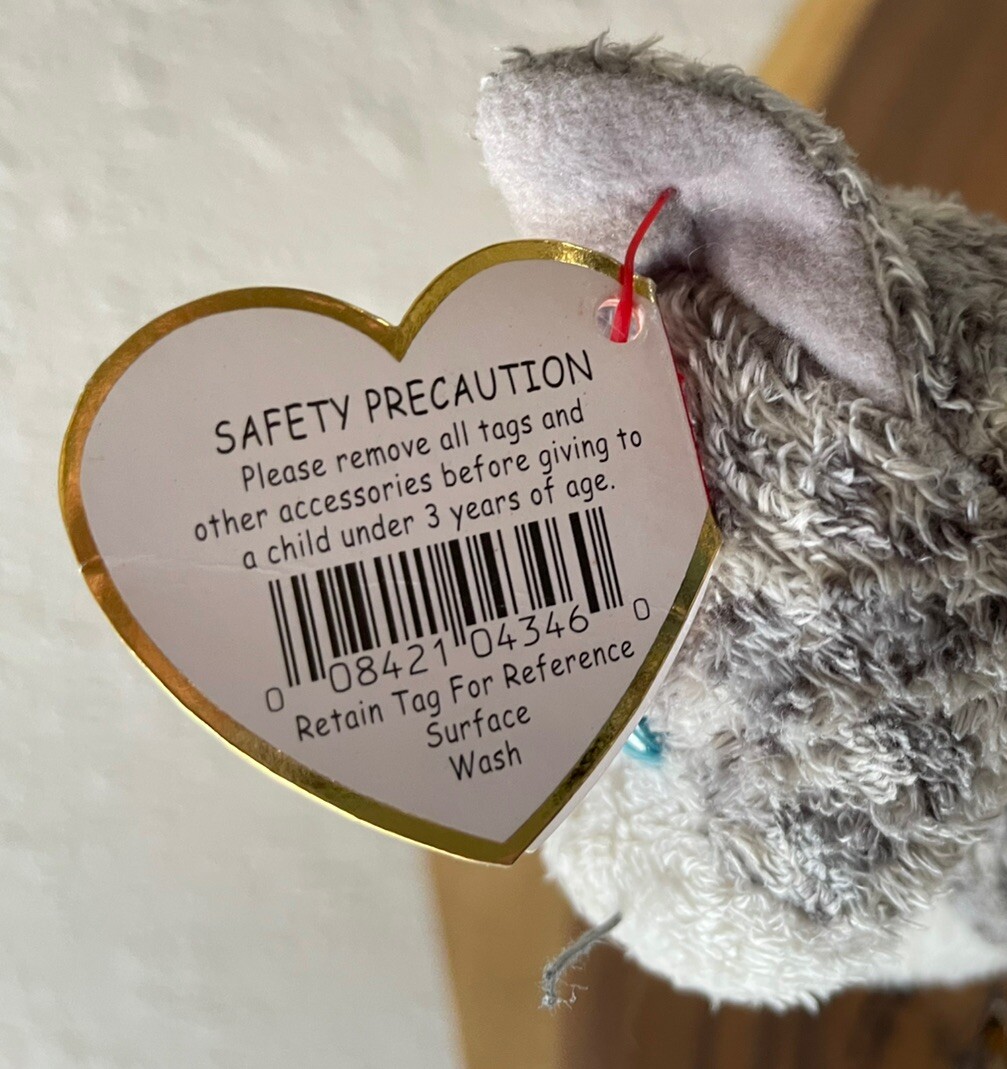 SAFETY PRECAUTION
Please remove all tags and
other accessories before giving to
a child under 3 years of age.
0 08421 04346 0
Retain Tag For Reference
Surface
Wash